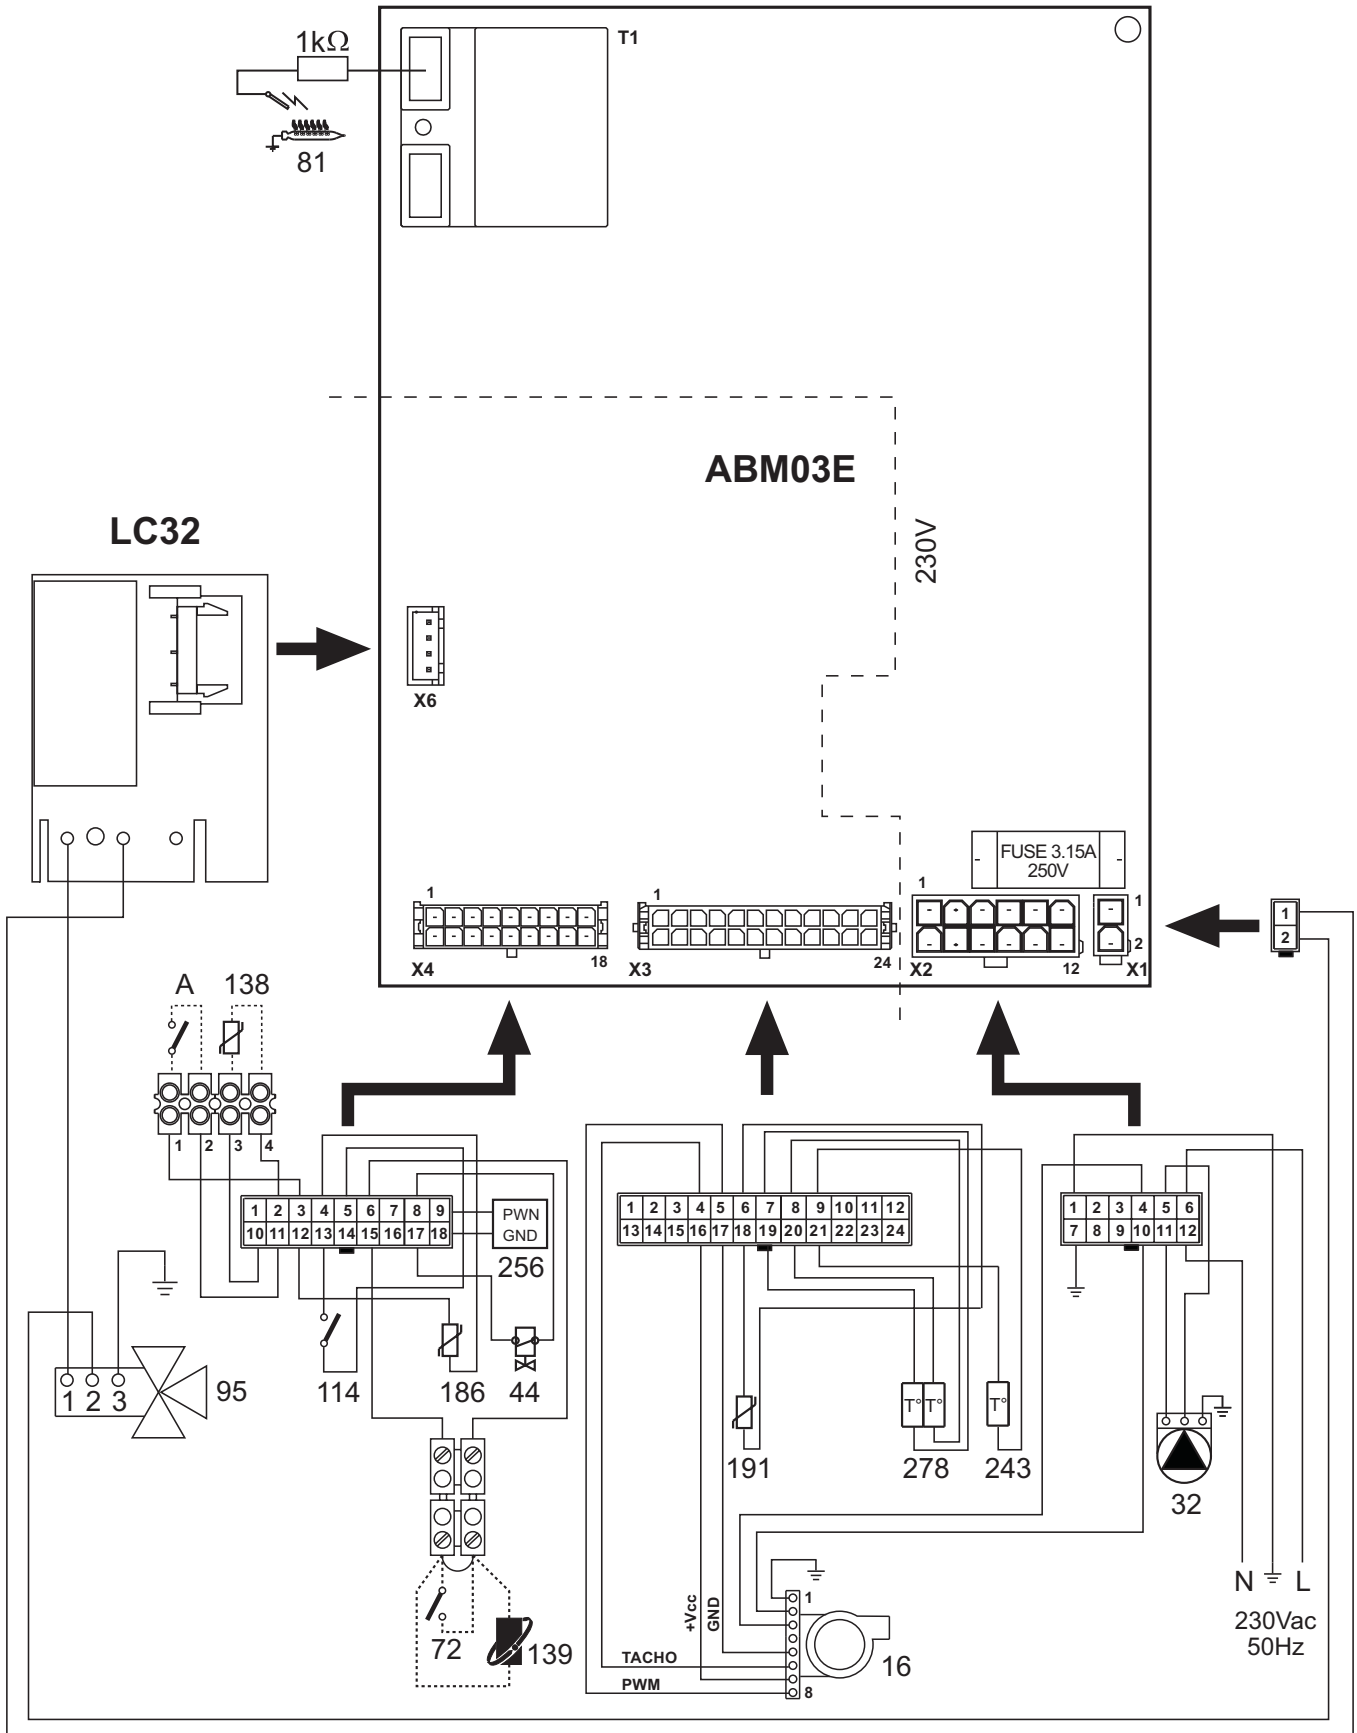 1kΩ
T1
81
ABM03E
230V
LC32
X6
FUSE 3.15A
250V
1
1
1
1
2
X4
18
X3
24
X2
12
X1
1
2
A
138
1
2
3
4
1 2 3 4 5 6 7 8 9
10 11 12 13 14 15 16 17 18
PWN
GND
256
1 2 3 4 5 6 7 8 9 10 11 12
13 14 15 16 17 18 19 20 21 22 23 24
1 2 3 4 5 6
7 8 9 10 11 12
1 2 3
95
114
186
44
191
T° T°
278
T°
243
32
72
139
+Vcc
GND
TACHO
PWM
1
8
16
N L
230Vac
50Hz